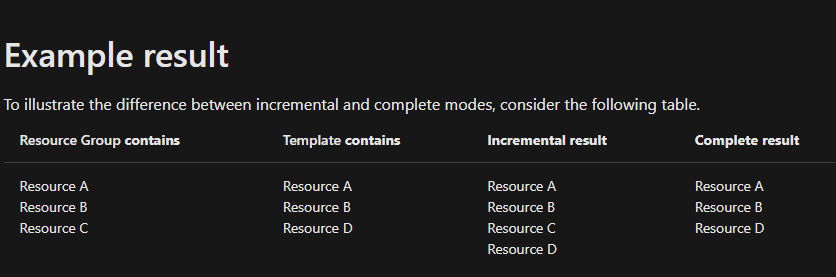 Example result
To illustrate the difference between incremental and complete modes, consider the following table.
Resource Group contains Template contains Incremental result Complete result
Resource A Resource A Resource A Resource A
Resource B Resource B Resource B Resource B
Resource C Resource D Resource C Resource D
Resource D